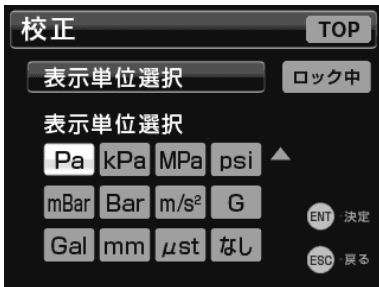 校正 TOP
表示単位選択 ロック中
表示単位選択
Pa kPa MPa psi
mBar Bar m/s² G
ENT 決定
Gal mm μst なし
ESC 戻る